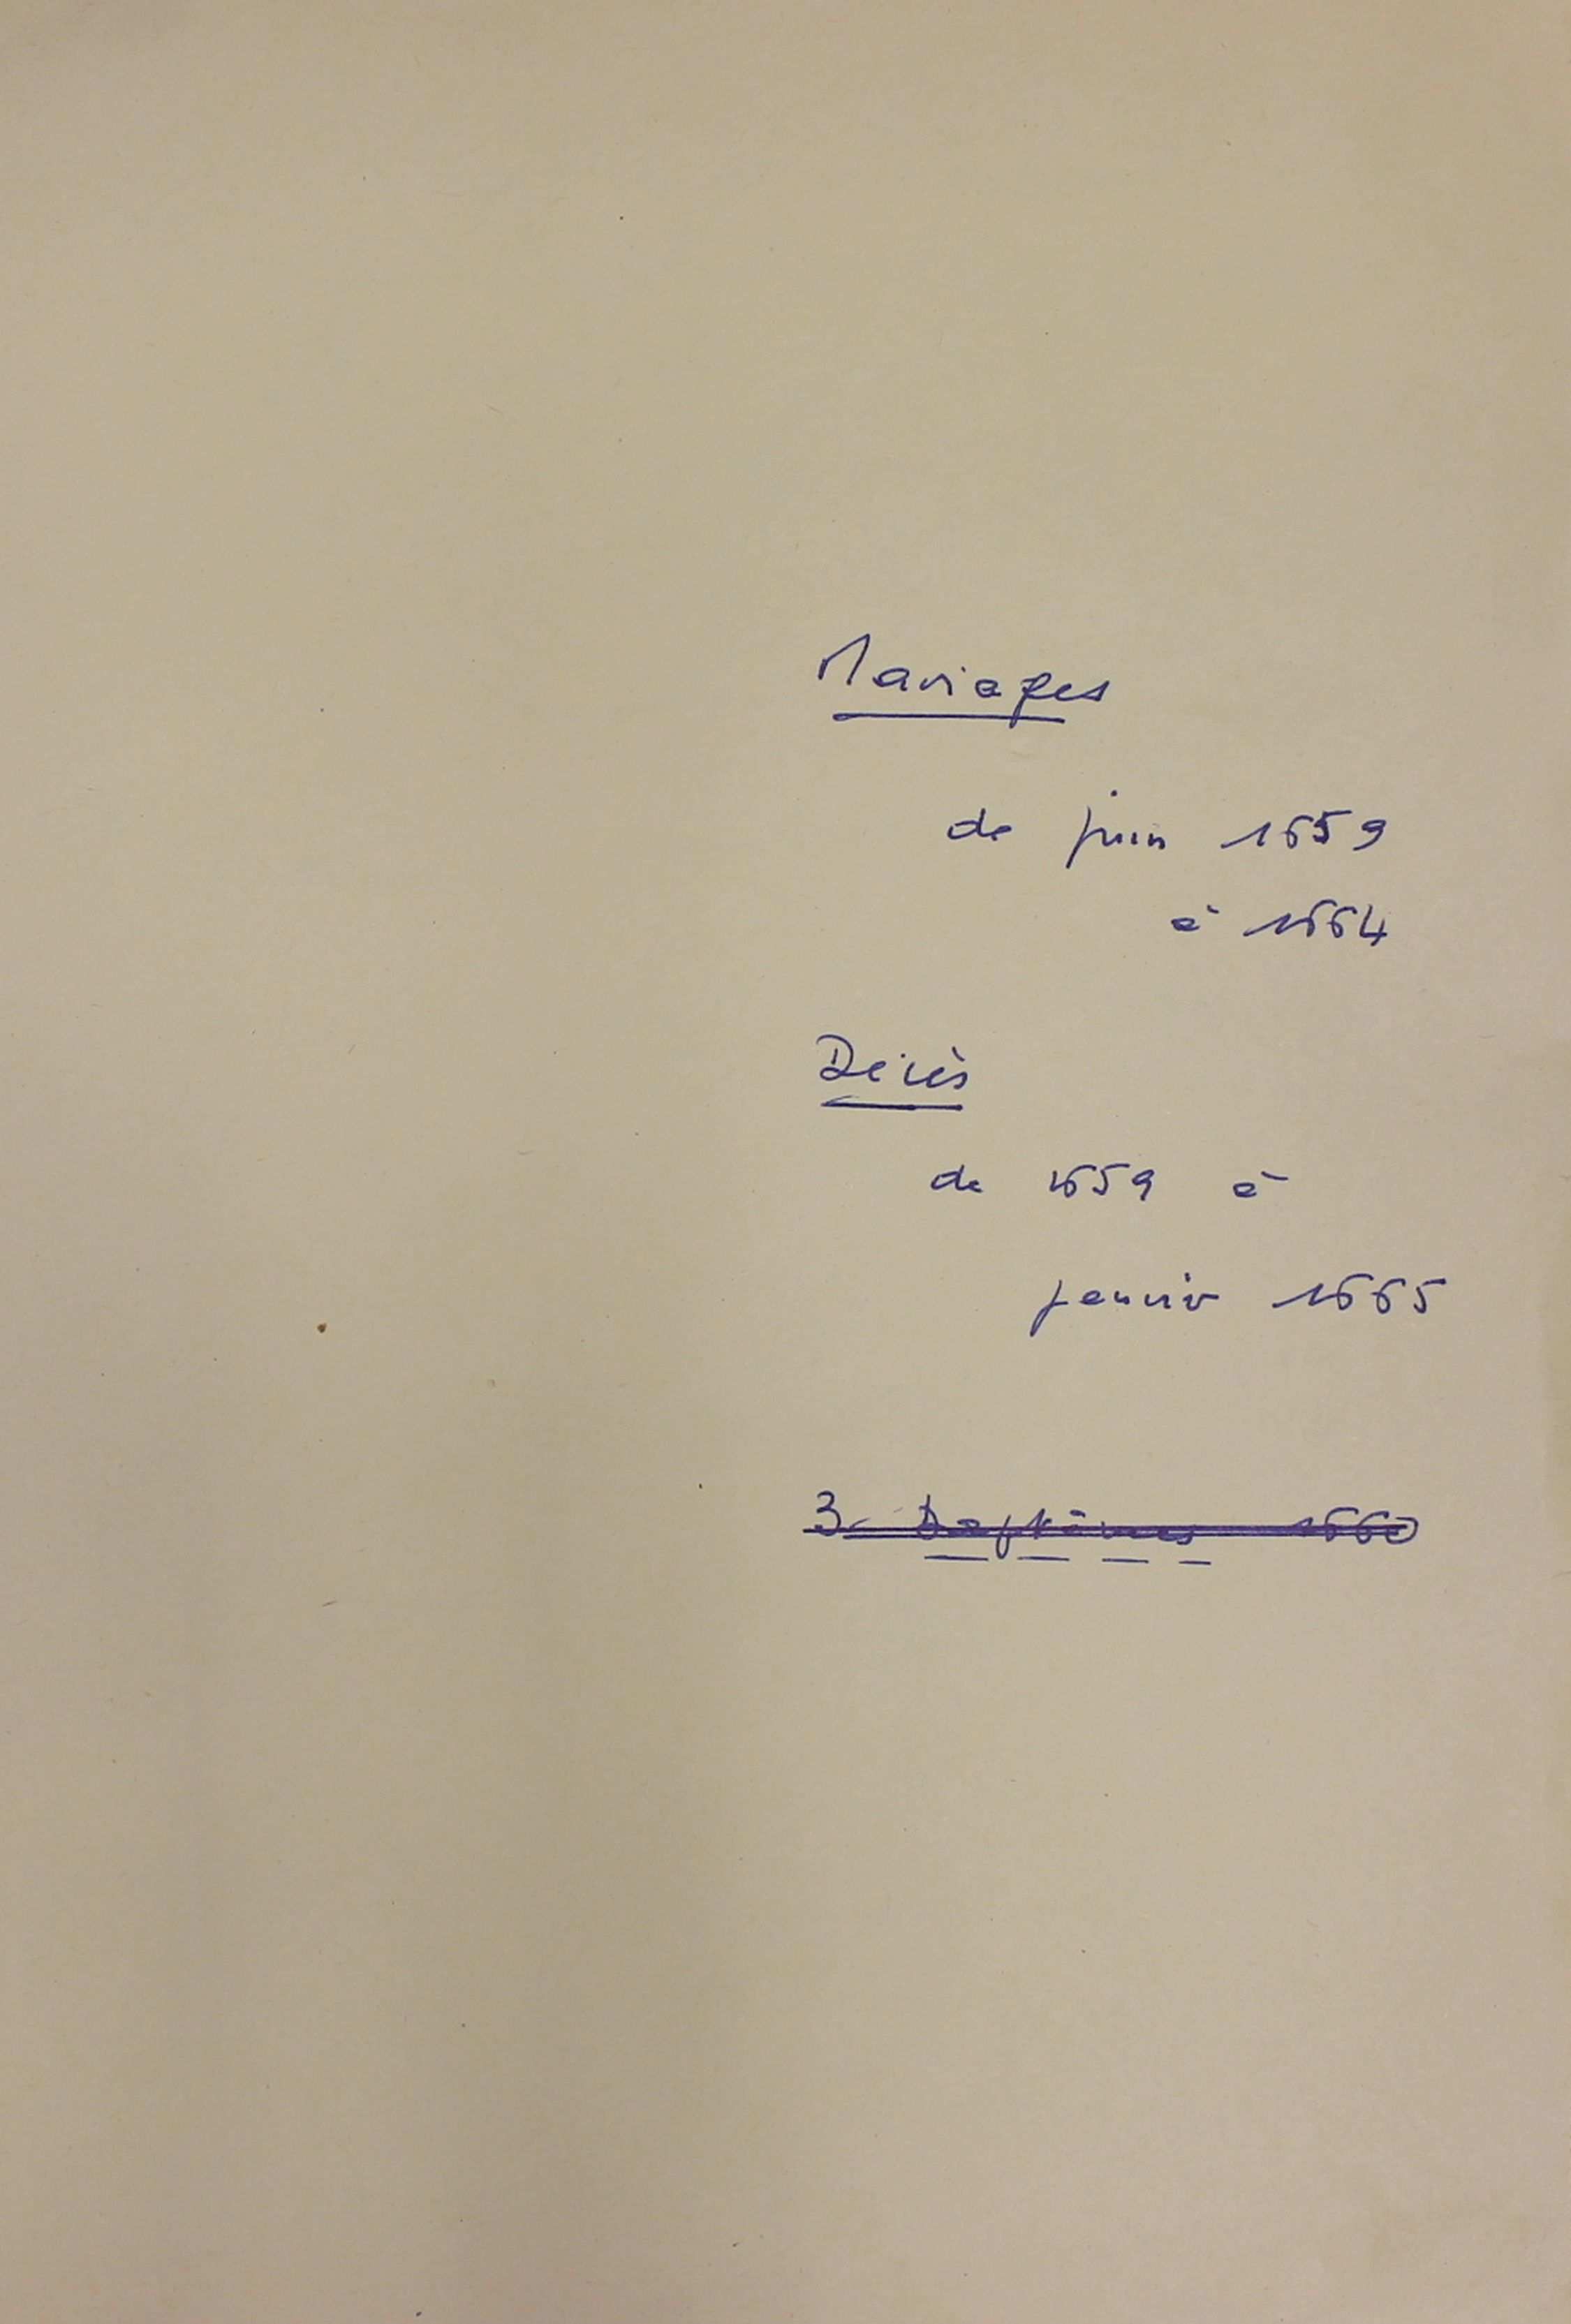 Mariages
de juin 1659
à 1664
Décès
de 1659 à
janvier 1665
3 - Baptêmes 1660